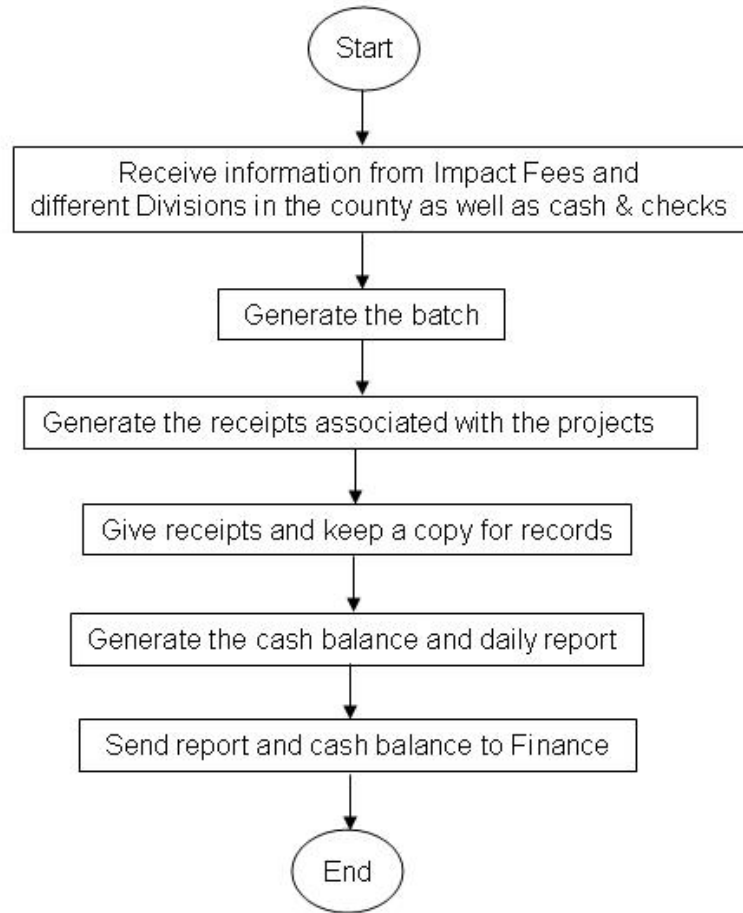 Start
Receive information from Impact Fees and
different Divisions in the county as well as cash & checks
Generate the batch
Generate the receipts associated with the projects
Give receipts and keep a copy for records
Generate the cash balance and daily report
Send report and cash balance to Finance
End